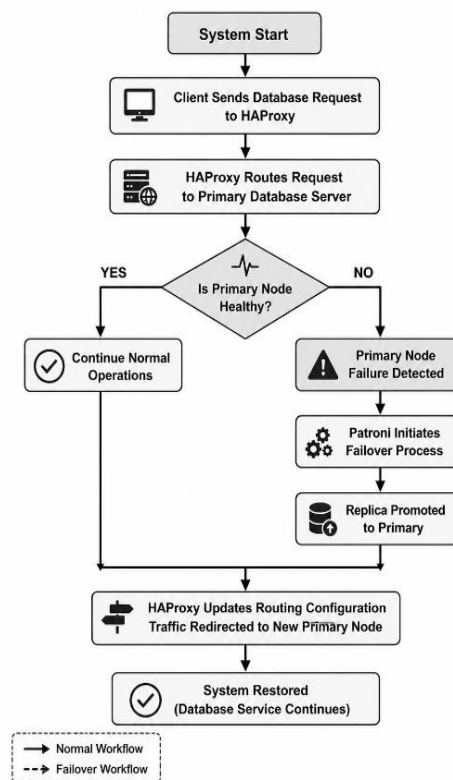 System Start
Client Sends Database Request
to HAProxy
HAProxy Routes Request
to Primary Database Server
Is Primary Node
Healthy?
YES
NO
Continue Normal
Operations
Primary Node
Failure Detected
Patroni Initiates
Failover Process
Replica Promoted
to Primary
HAProxy Updates Routing Configuration
Traffic Redirected to New Primary Node
System Restored
(Database Service Continues)
Normal Workflow
Failover Workflow